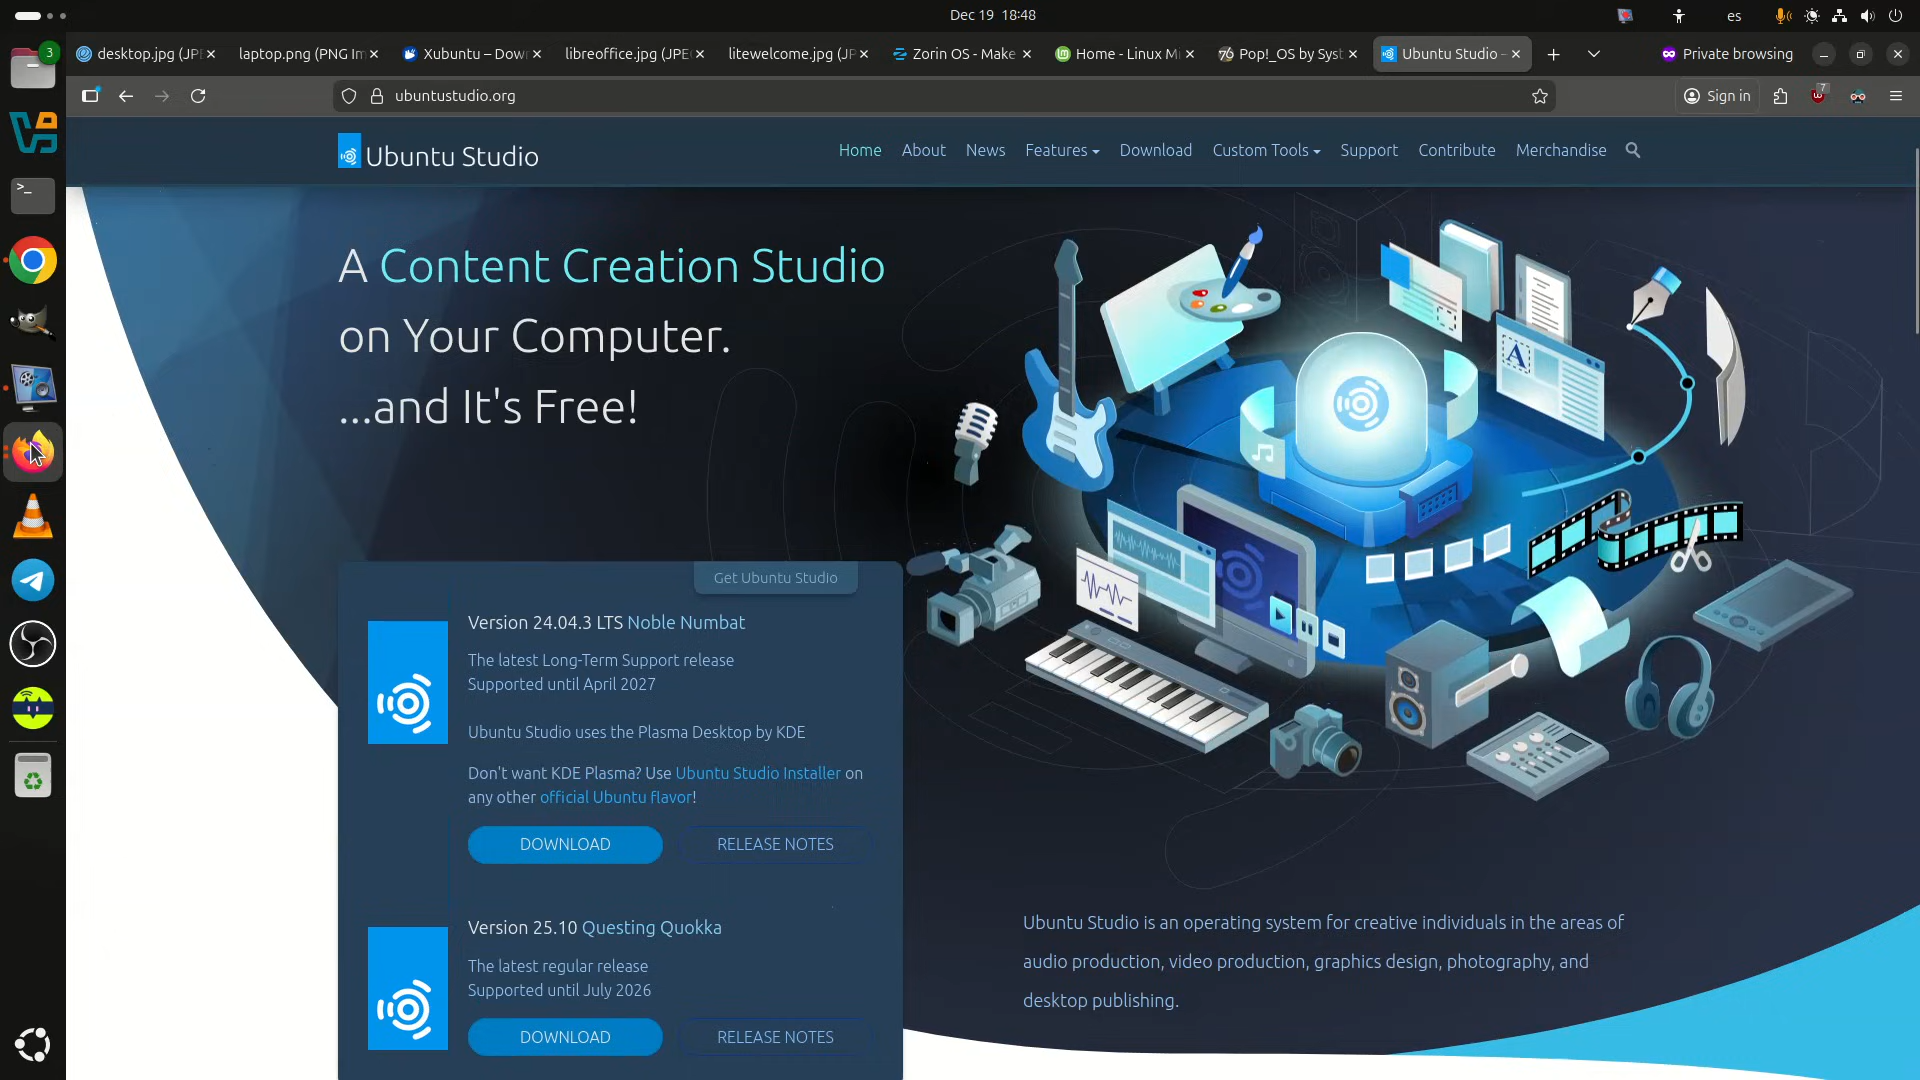 Dec 19 18:48
es
3
desktop.jpg (JPE
laptop.png (PNG Im
Xubuntu – Down
libreoffice.jpg (JPEG
litewelcome.jpg (JP
Zorin OS - Make
Home - Linux Mi
Pop!_OS by Syst
Ubuntu Studio –
Private browsing
ubuntustudio.org
Sign in
7
Ubuntu Studio
Home
About
News
Features
Download
Custom Tools
Support
Contribute
Merchandise
A Content Creation Studio
on Your Computer.
...and It's Free!
A
Get Ubuntu Studio
Version 24.04.3 LTS Noble Numbat
The latest Long-Term Support release
Supported until April 2027
Ubuntu Studio uses the Plasma Desktop by KDE
Don't want KDE Plasma? Use Ubuntu Studio Installer on
any other official Ubuntu flavor!
DOWNLOAD
RELEASE NOTES
Version 25.10 Questing Quokka
The latest regular release
Supported until July 2026
DOWNLOAD
RELEASE NOTES
Ubuntu Studio is an operating system for creative individuals in the areas of
audio production, video production, graphics design, photography, and
desktop publishing.